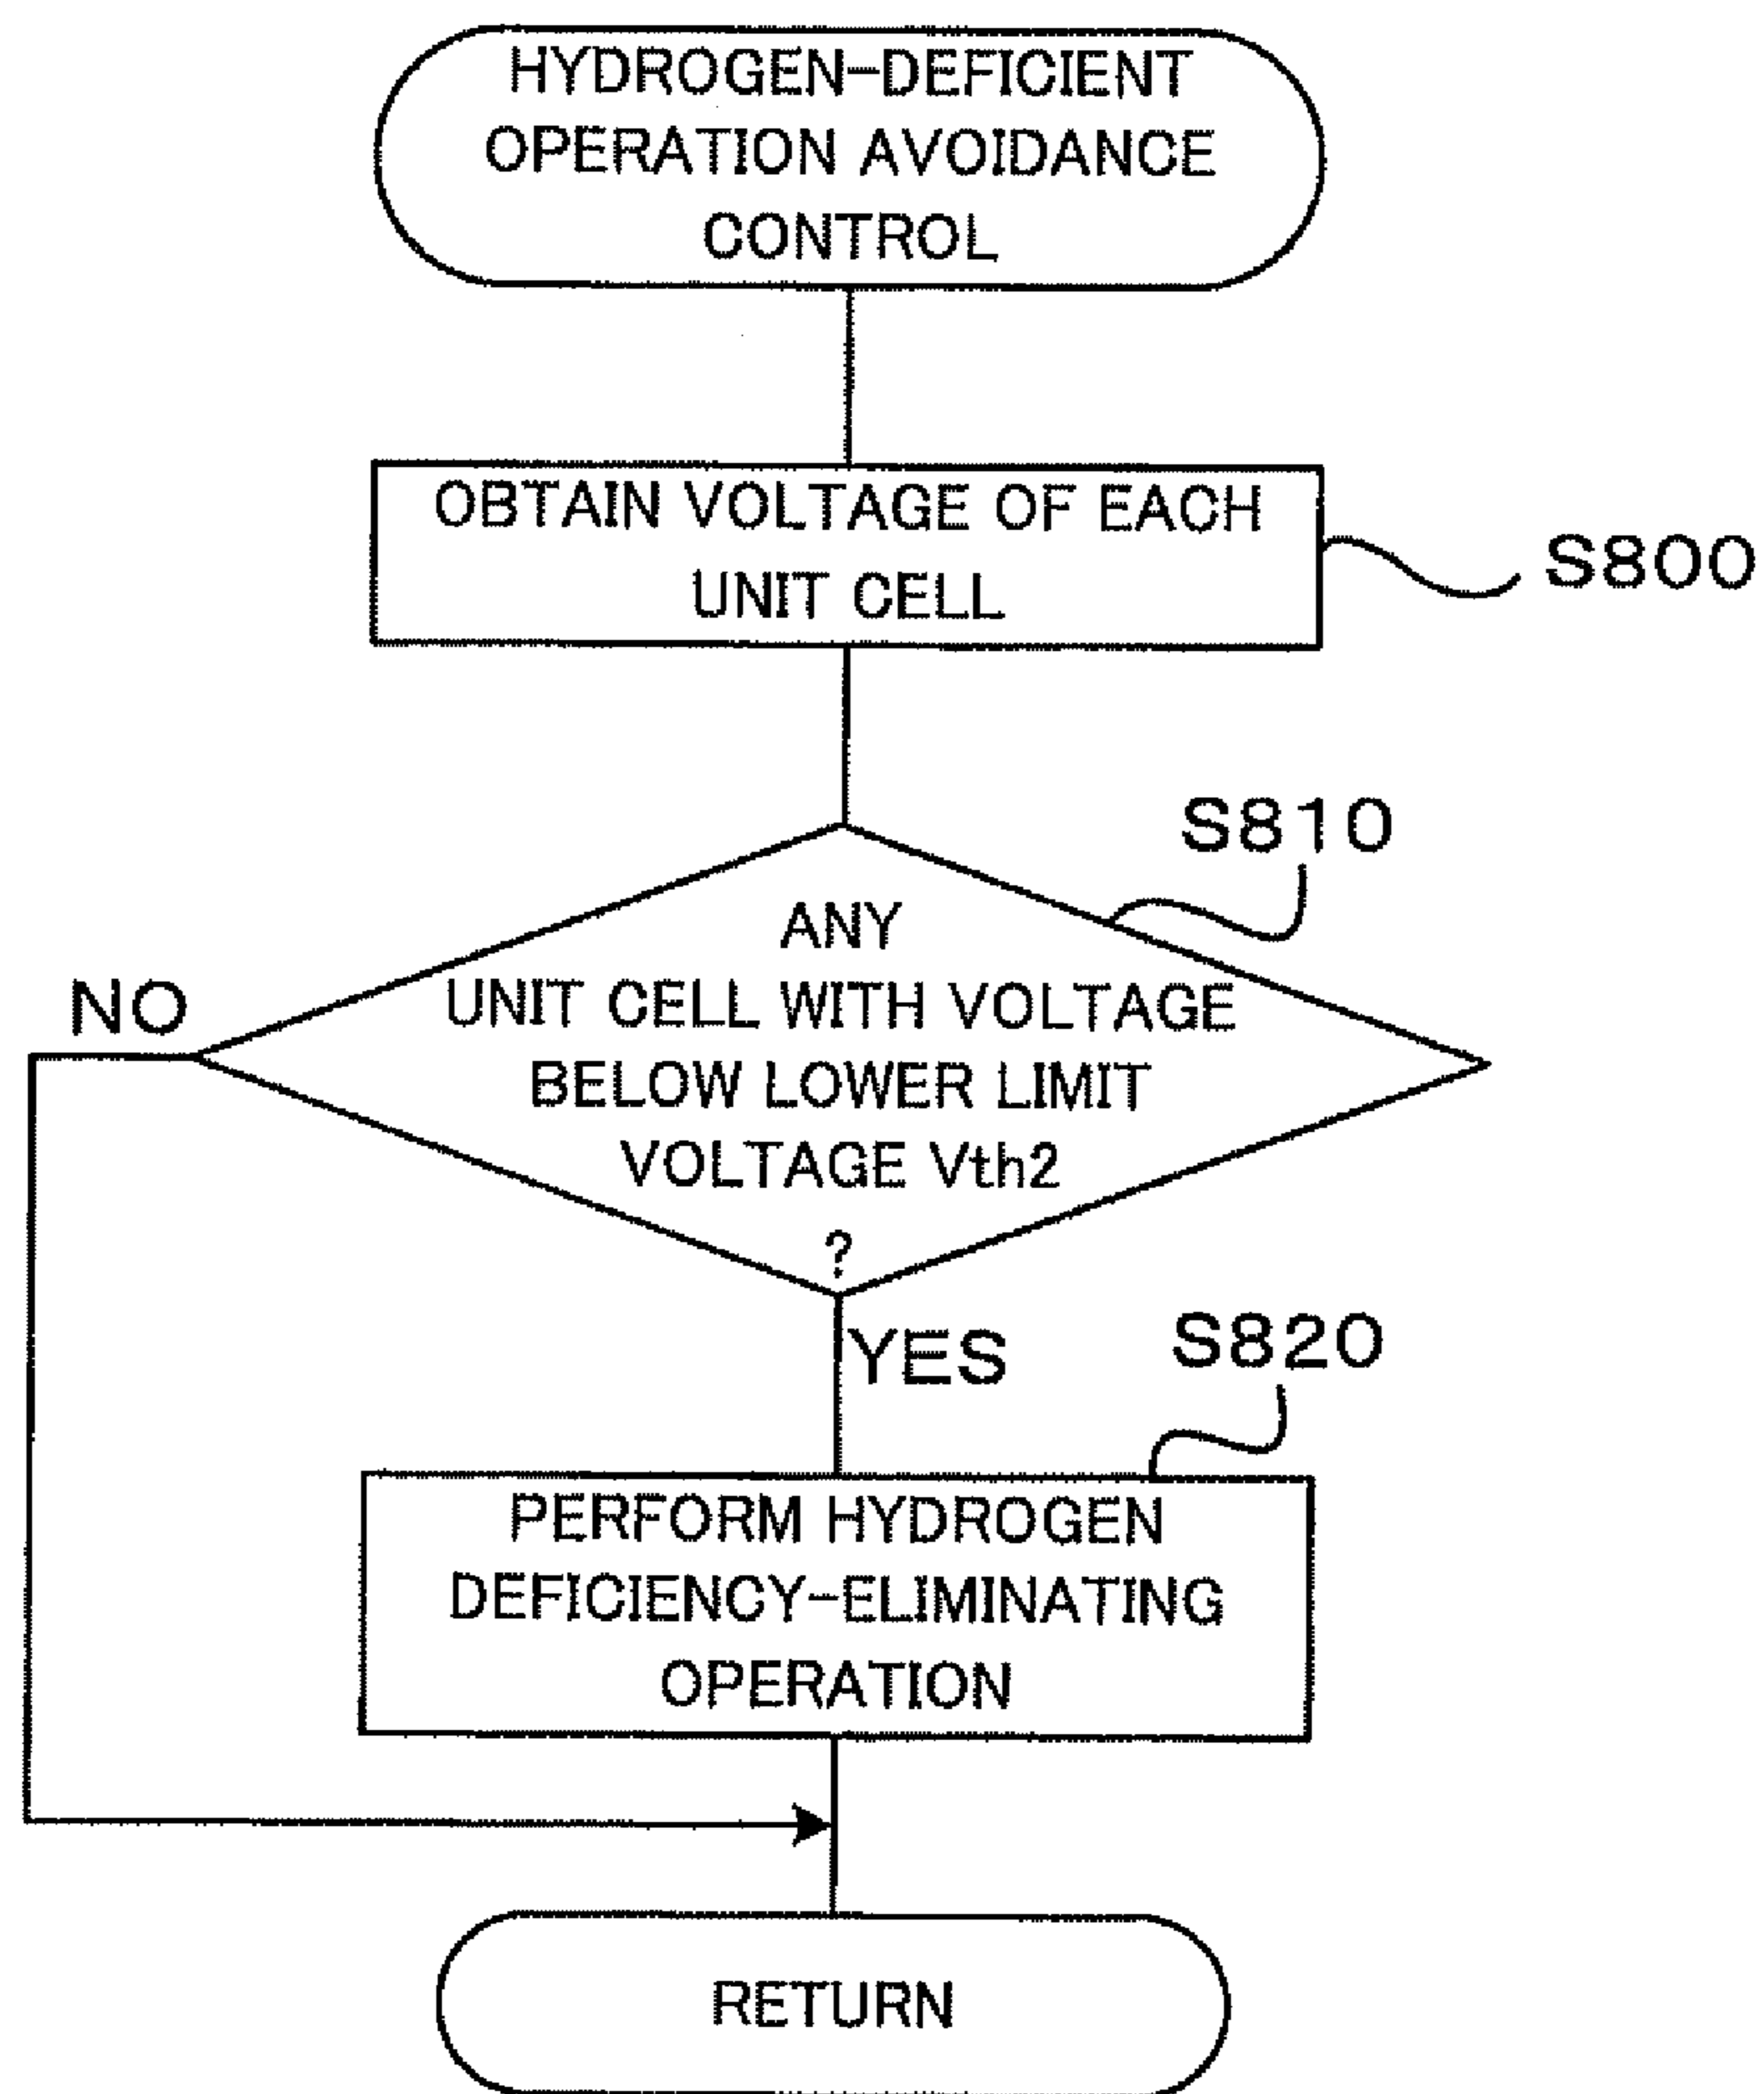 HYDROGEN-DEFICIENT
OPERATION AVOIDANCE
CONTROL
OBTAIN VOLTAGE OF EACH
UNIT CELL
S800
S810
ANY
UNIT CELL WITH VOLTAGE
BELOW LOWER LIMIT
VOLTAGE Vth2
?
NO
YES
S820
PERFORM HYDROGEN
DEFICIENCY-ELIMINATING
OPERATION
RETURN